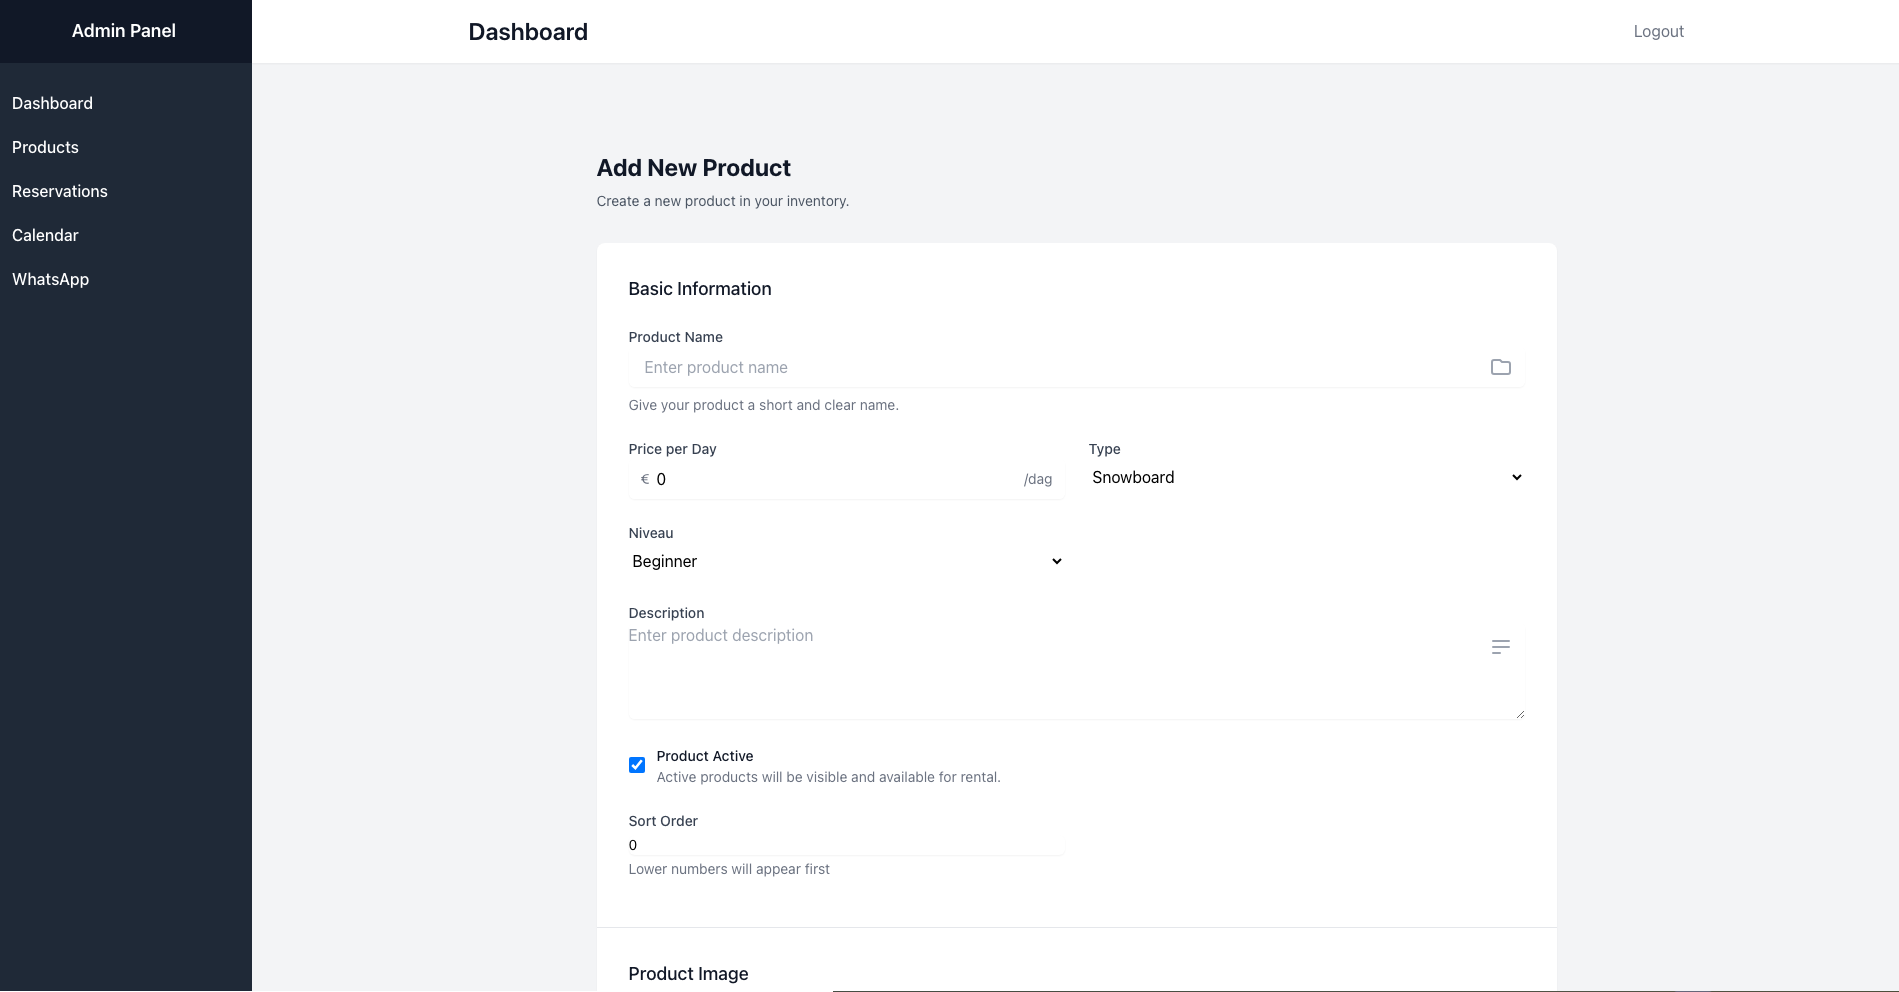 Admin Panel
Dashboard
Logout
Dashboard
Products
Reservations
Calendar
WhatsApp
Add New Product
Create a new product in your inventory.
Basic Information
Product Name
Enter product name
Give your product a short and clear name.
Price per Day
Type
€ 0
/dag
Snowboard
Niveau
Beginner
Description
Enter product description
Product Active
Active products will be visible and available for rental.
Sort Order
0
Lower numbers will appear first
Product Image